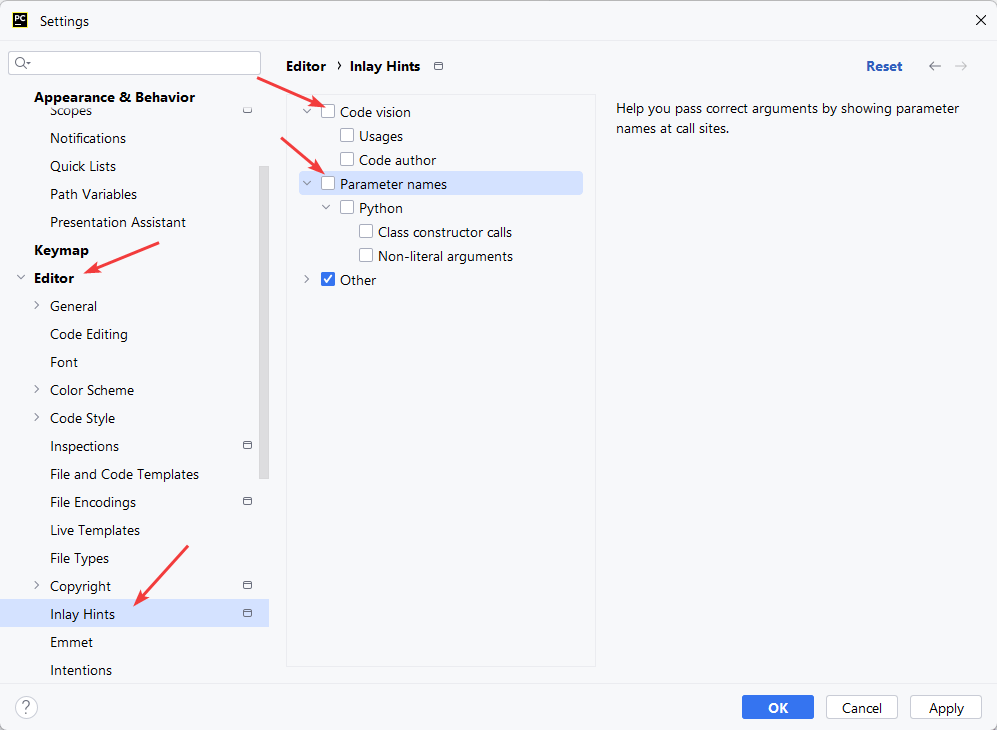 PC Settings
Appearance & Behavior
Scopes
Notifications
Quick Lists
Path Variables
Presentation Assistant
Keymap
Editor
General
Code Editing
Font
Color Scheme
Code Style
Inspections
File and Code Templates
File Encodings
Live Templates
File Types
Copyright
Inlay Hints
Emmet
Intentions
Editor › Inlay Hints
Reset
Code vision
Usages
Code author
Parameter names
Python
Class constructor calls
Non-literal arguments
Other
Help you pass correct arguments by showing parameter
names at call sites.
?
OK
Cancel
Apply